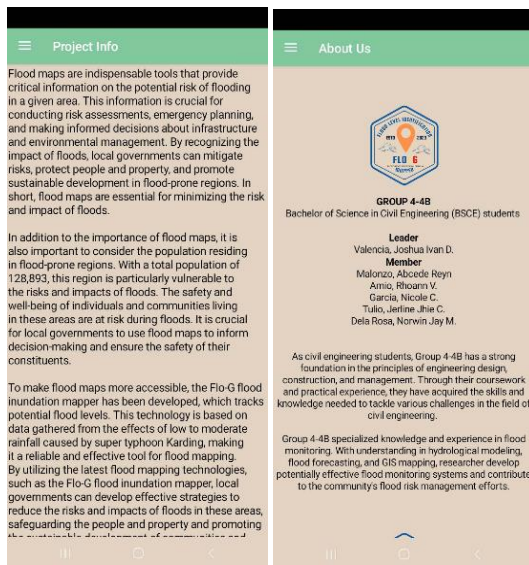 Project Info
Flood maps are indispensable tools that provide
critical information on the potential risk of flooding
in a given area. This information is crucial for
conducting risk assessments, emergency planning,
and making informed decisions about infrastructure
and environmental management. By recognizing the
impact of floods, local governments can mitigate
risks, protect people and property, and promote
sustainable development in flood-prone regions. In
short, flood maps are essential for minimizing the risk
and impact of floods.
In addition to the importance of flood maps, it is
also important to consider the population residing
in flood-prone regions. With a total population of
128,893, this region is particularly vulnerable to
the risks and impacts of floods. The safety and
well-being of individuals and communities living
in these areas are at risk during floods. It is crucial
for local governments to use flood maps to inform
decision-making and ensure the safety of their
constituents.
To make flood maps more accessible, the Flo-G flood
inundation mapper has been developed, which tracks
potential flood levels. This technology is based on
data gathered from the effects of low to moderate
rainfall caused by super typhoon Karding, making
it a reliable and effective tool for flood mapping.
By utilizing the latest flood mapping technologies,
such as the Flo-G flood inundation mapper, local
governments can develop effective strategies to
reduce the risks and impacts of floods in these areas,
safeguarding the people and property and promoting
the sustainable development of communities and
About Us
FLOOD LEVEL IDENTIFICATION
FLO G
GROUP 4-4B
Bachelor of Science in Civil Engineering (BSCE) students
Leader
Valencia, Joshua Ivan D.
Member
Malonzo, Abcede Reyn
Amio, Rhoann V.
Garcia, Nicole C.
Tulio, Jerline Jhie C.
Dela Rosa, Norwin Jay M.
As civil engineering students, Group 4-4B has a strong
foundation in the principles of engineering design,
construction, and management. Through their coursework
and practical experience, they have acquired the skills and
knowledge needed to tackle various challenges in the field of
civil engineering.
Group 4-4B specialized knowledge and experience in flood
monitoring. With understanding in hydrological modeling,
flood forecasting, and GIS mapping, researcher develop
potentially effective flood monitoring systems and contribute
to the community's flood risk management efforts.